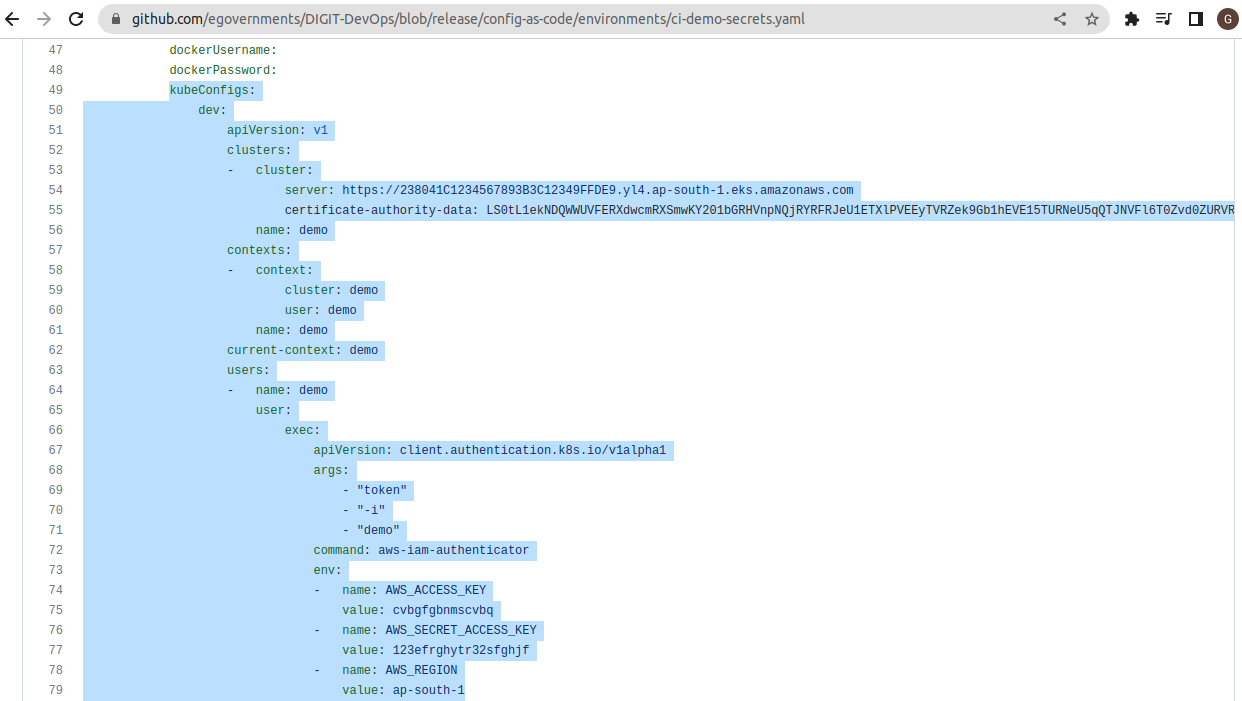 github.com/egovernments/DIGIT-DevOps/blob/release/config-as-code/environments/ci-demo-secrets.yaml
G
47 dockerUsername:
48 dockerPassword:
49 kubeConfigs:
50 dev:
51 apiVersion: v1
52 clusters:
53 - cluster:
54 server: https://238041C1234567893B3C12349FFDE9.yl4.ap-south-1.eks.amazonaws.com
55 certificate-authority-data: LS0tL1ekNDQWWUVFERXdwcmRXSmwKY201bGRHVnpNQjRYRFRJeU1ETXlPVEEyTVRZek9Gb1hEVE15TURNeU5qQTJNVFl6T0Zvd0ZURVR
56 name: demo
57 contexts:
58 - context:
59 cluster: demo
60 user: demo
61 name: demo
62 current-context: demo
63 users:
64 - name: demo
65 user:
66 exec:
67 apiVersion: client.authentication.k8s.io/v1alpha1
68 args:
69 - "token"
70 - "-i"
71 - "demo"
72 command: aws-iam-authenticator
73 env:
74 - name: AWS_ACCESS_KEY
75 value: cvbgfgbnmscvbq
76 - name: AWS_SECRET_ACCESS_KEY
77 value: 123efrghytr32sfghjf
78 - name: AWS_REGION
79 value: ap-south-1